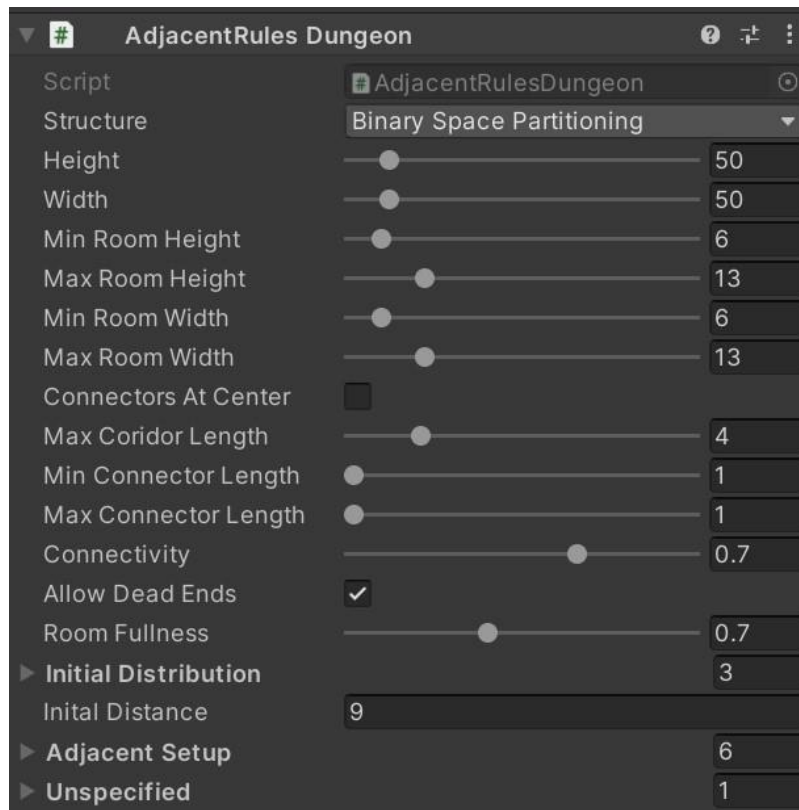 # AdjacentRules Dungeon ?
Script # AdjacentRulesDungeon
Structure Binary Space Partitioning
Height 50
Width 50
Min Room Height 6
Max Room Height 13
Min Room Width 6
Max Room Width 13
Connectors At Center
Max Coridor Length 4
Min Connector Length 1
Max Connector Length 1
Connectivity 0.7
Allow Dead Ends
Room Fullness 0.7
Initial Distribution 3
Inital Distance 9
Adjacent Setup 6
Unspecified 1